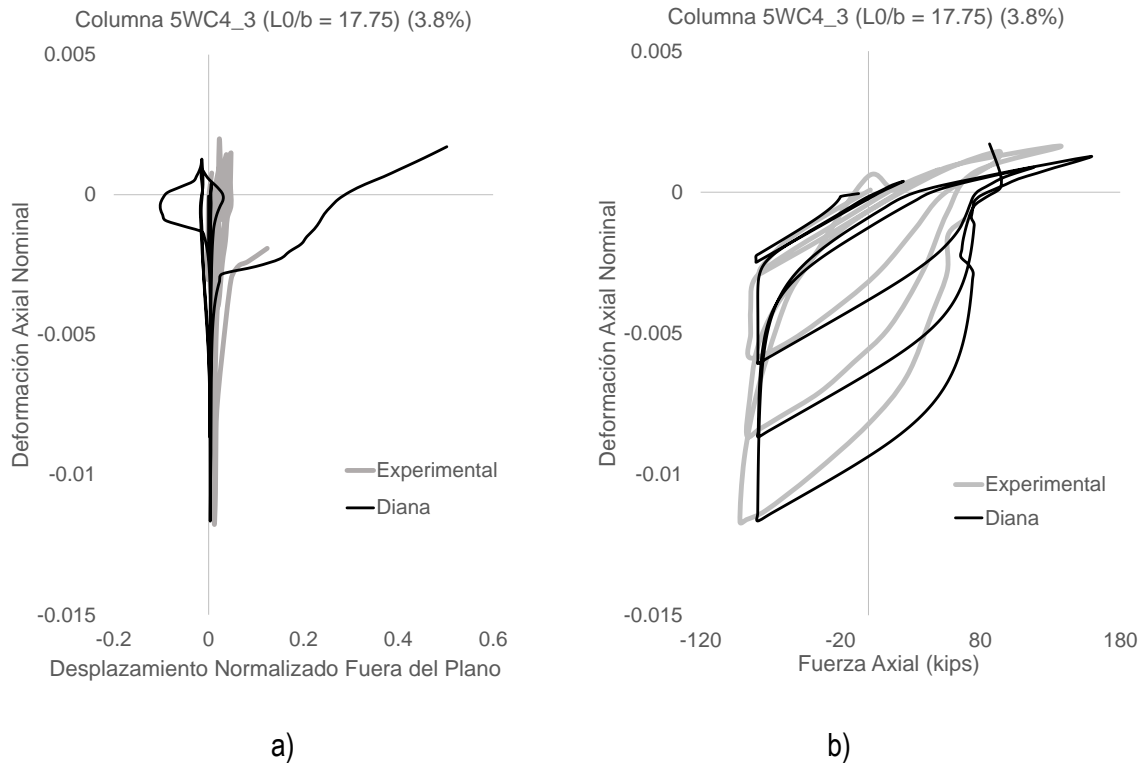 Columna 5WC4_3 (L0/b = 17.75) (3.8%)
0.005
0
-0.005
-0.01
-0.015
-0.2
0
0.2
0.4
0.6
Deformación Axial Nominal
Desplazamiento Normalizado Fuera del Plano
Experimental
Diana
a)
Columna 5WC4_3 (L0/b = 17.75) (3.8%)
0.005
0
-0.005
-0.01
-0.015
-120
-20
80
180
Deformación Axial Nominal
Fuerza Axial (kips)
Experimental
Diana
b)